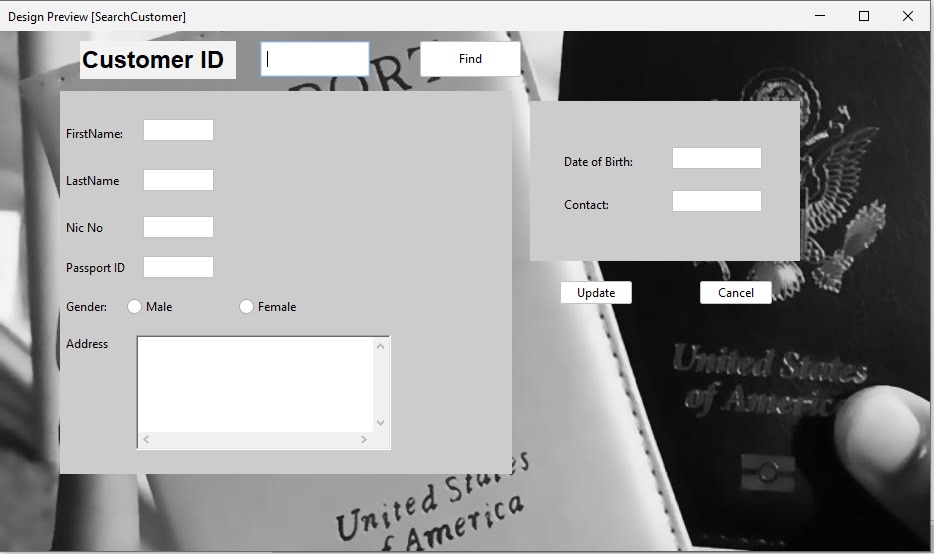 Design Preview [SearchCustomer]
Customer ID
Find
PORT
FirstName:
LastName
Nic No
Passport ID
Gender:
Male
Female
Address
Date of Birth:
Contact:
Update
Cancel
United States
of America
United States
of America